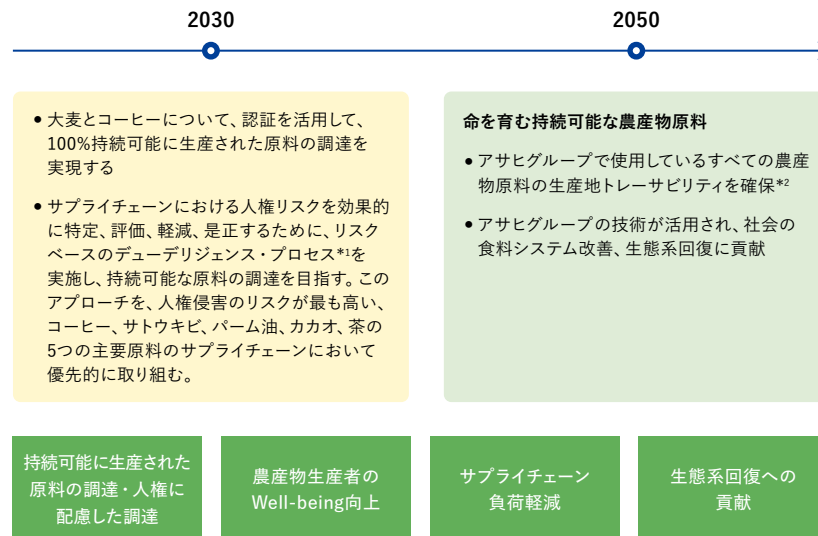 2030
2050
● 大麦とコーヒーについて、認証を活用して、
100%持続可能に生産された原料の調達を
実現する
● サプライチェーンにおける人権リスクを効果的
に特定、評価、軽減、是正するために、リスク
ベースのデューデリジェンス・プロセス*1を
実施し、持続可能な原料の調達を目指す。この
アプローチを、人権侵害のリスクが最も高い、
コーヒー、サトウキビ、パーム油、カカオ、茶の
5つの主要原料のサプライチェーンにおいて
優先的に取り組む。
命を育む持続可能な農産物原料
● アサヒグループで使用しているすべての農産
物原料の生産地トレーサビリティを確保*2
● アサヒグループの技術が活用され、社会の
食料システム改善、生態系回復に貢献
持続可能に生産された
原料の調達・人権に
配慮した調達
農産物生産者の
Well-being向上
サプライチェーン
負荷軽減
生態系回復への
貢献